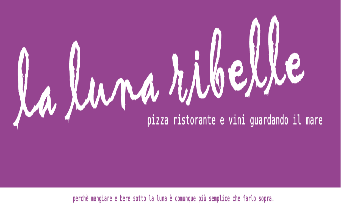 la luna ribelle
pizza ristorante e vini guardando il mare
perché mangiare e bere sotto la luna è comunque più semplice che farlo sopra.